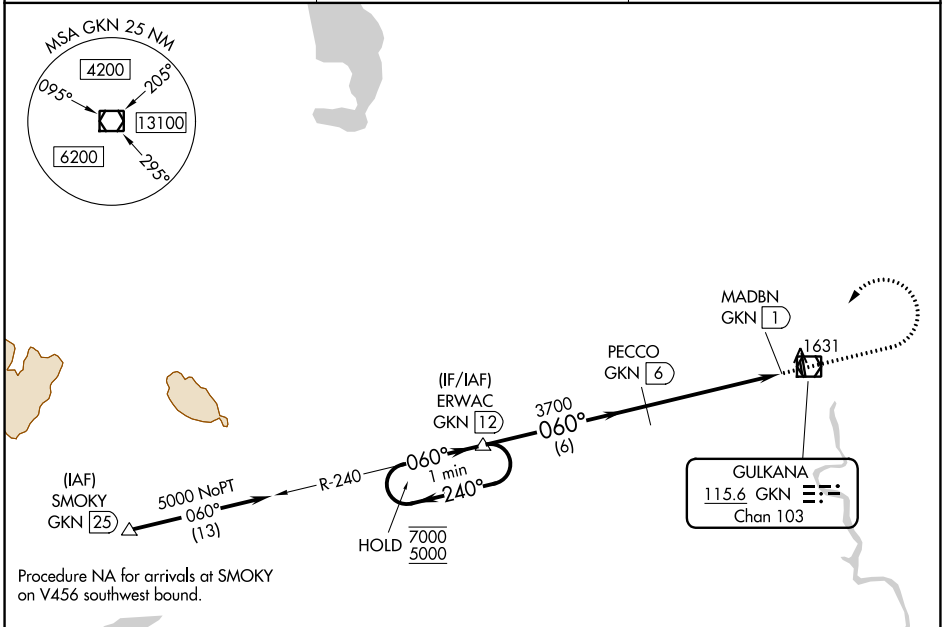 MSA GKN 25 NM
4200
095°
205°
13100
6200
295°
MADBN
GKN 1
1631
PECCO
GKN 6
(IF/IAF)
ERWAC
GKN 12
3700
060°
(6)
060°
1 min
240°
R-240
(IAF)
SMOKY
GKN 25
5000 NoPT
060°
(13)
HOLD 7000
5000
GULKANA
115.6 GKN
Chan 103
Procedure NA for arrivals at SMOKY
on V456 southwest bound.